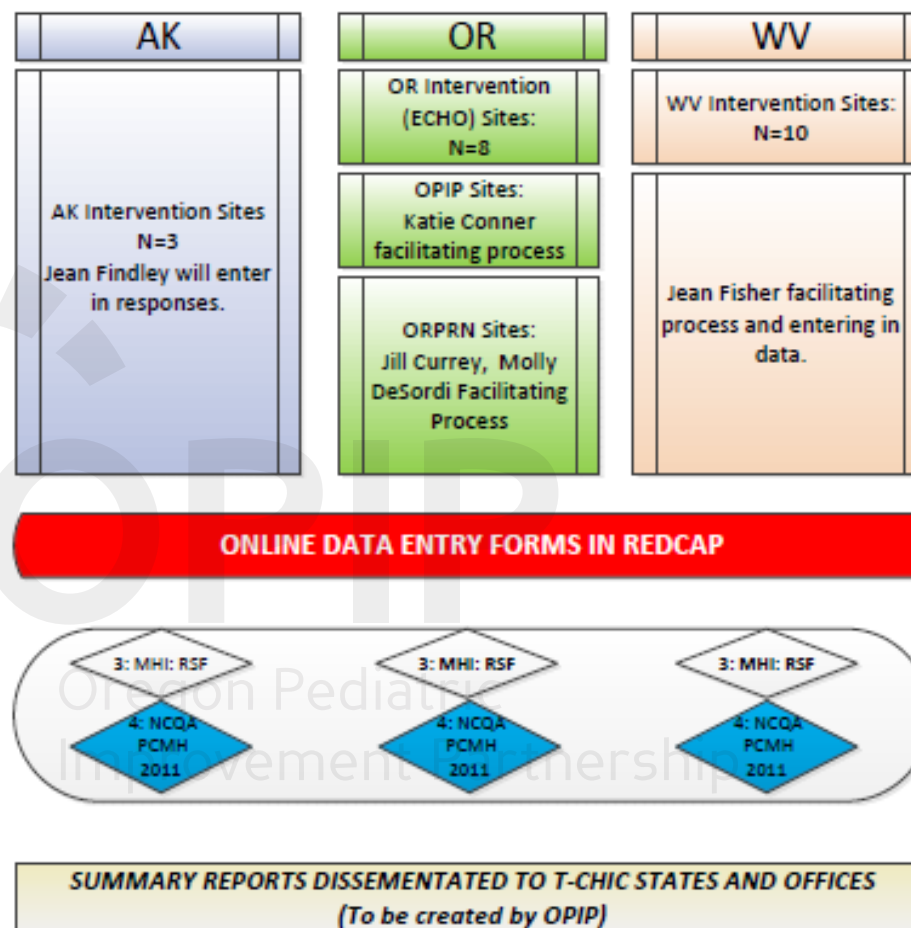 AK
OR
WV
AK Intervention Sites
N=3
Jean Findley will enter
in responses.
OR Intervention
(ECHO) Sites:
N=8
OPIP Sites:
Katie Conner
facilitating process
ORPRN Sites:
Jill Currey, Molly
DeSordi Facilitating
Process
WV Intervention Sites:
N=10
Jean Fisher facilitating
process and entering in
data.
OPIP
ONLINE DATA ENTRY FORMS IN REDCAP
3: MHI: RSF
3: MHI: RSF
3: MHI: RSF
Oregon Pediatric
Improvement Partnership
4: NCQA
PCMH
2011
4: NCQA
PCMH
2011
4: NCQA
PCMH
2011
SUMMARY REPORTS DISSEMENTATED TO T-CHIC STATES AND OFFICES
(To be created by OPIP)